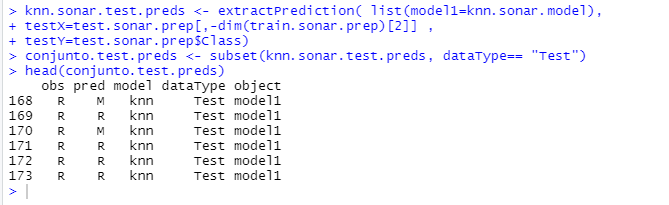 > knn.sonar.test.preds <- extractPrediction( list(model1=knn.sonar.model),
+ testX=test.sonar.prep[,-dim(train.sonar.prep)[2]] ,
+ testY=test.sonar.prep$Class)
> conjunto.test.preds <- subset(knn.sonar.test.preds, dataType== "Test")
> head(conjunto.test.preds)
    obs pred model dataType object
168   R    M   knn     Test model1
169   R    R   knn     Test model1
170   R    M   knn     Test model1
171   R    R   knn     Test model1
172   R    R   knn     Test model1
173   R    R   knn     Test model1
>